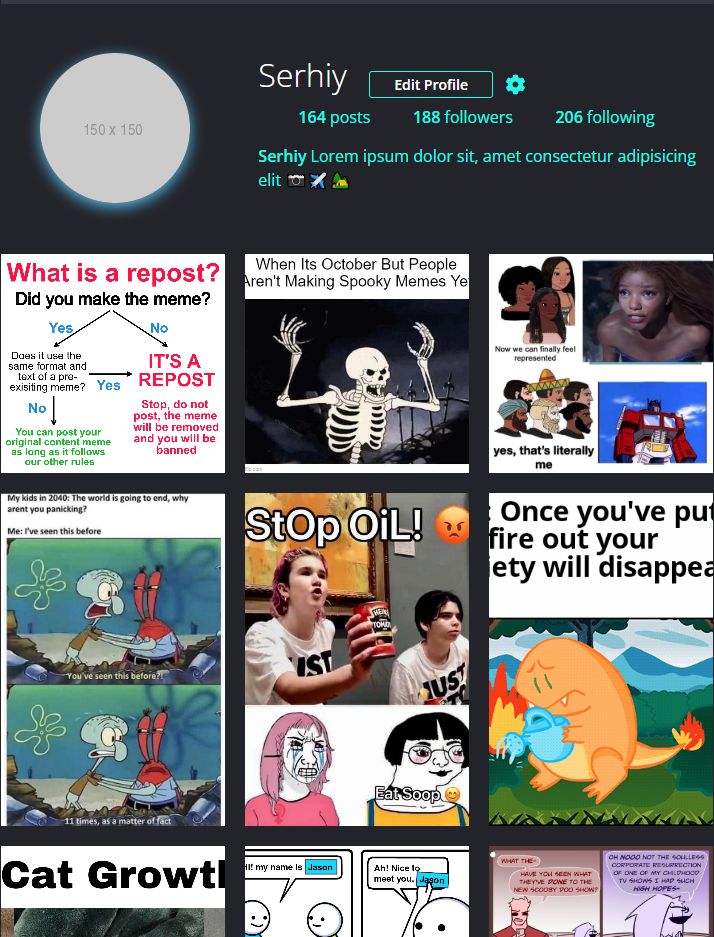 Serhiy
Edit Profile
164 posts
188 followers
206 following
Serhiy Lorem ipsum dolor sit, amet consectetur adipisicing
elit
150 x 150
What is a repost?
Did you make the meme?
Yes
No
Does it use the
same format and
text of a pre-
exisiting meme?
Yes
IT'S A
REPOST
No
Stop, do not
post, the meme
will be removed
and you will be
banned
You can post your
original content meme
as long as it follows
our other rules
When Its October But People
Aren't Making Spooky Memes Ye
Now we can finally feel
represented
yes, that's literally
me
My kids in 2040: The world is going to end, why
arent you panicking?
Me: I've seen this before
You've seen this before?!
11 times, as a matter of fact
StOp OiL!
HEINZ
TOMATO
JUST
JUST
Eat Soop
: Once you've put
fire out your
iety will disappea
Cat Growt
Hi! my name is Jason
Ah! Nice to
meet you, Jason
WHAT THE-
HAVE YOU SEEN WHAT
THEYVE DONE TO THE
NEW SCOOBY DOO SHOW?
OH NOOO NOT THE SOULLESS
CORPORATE RESURRECTION
OF ONE OF MY CHILDHOOD
TV SHOWS I HAD SUCH
HIGH HOPES-